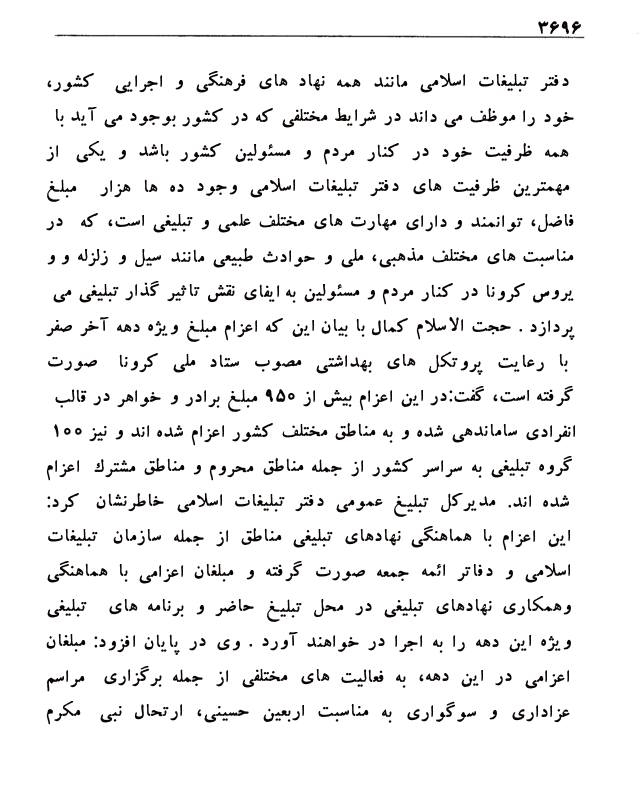 ۳۶۹۶
دفتر تبلیغات اسلامی مانند همه نهاد های فرهنگی و اجرایی کشور،
خود را موظف می داند در شرایط مختلفی که در کشور بوجود می آید با
همه ظرفیت خود در کنار مردم و مسئولین کشور باشد و یکی از
مهمترین ظرفیت های دفتر تبلیغات اسلامی وجود ده ها هزار مبلغ
فاضل، توانمند و دارای مهارت های مختلف علمی و تبلیغی است، که در
مناسبت های مختلف مذهبی، ملی و حوادث طبیعی مانند سیل و زلزله و و
یروس کرونا در کنار مردم و مسئولین به ایفای نقش تاثیر گذار تبلیغی می
پردازد . حجت الاسلام کمال با بیان این که اعزام مبلغ ویژه دهه آخر صفر
با رعایت پروتکل های بهداشتی مصوب ستاد ملی کرونا صورت
گرفته است، گفت:در این اعزام بیش از ۹۵۰ مبلغ برادر و خواهر در قالب
انفرادی ساماندهی شده و به مناطق مختلف کشور اعزام شده اند و نیز ۱۰۰
گروه تبلیغی به سراسر کشور از جمله مناطق محروم و مناطق مشترك اعزام
شده اند. مدیرکل تبلیغ عمومی دفتر تبلیغات اسلامی خاطرنشان کرد:
این اعزام با هماهنگی نهادهای تبلیغی مناطق از جمله سازمان تبلیغات
اسلامی و دفاتر ائمه جمعه صورت گرفته و مبلغان اعزامی با هماهنگی
وهمکاری نهادهای تبلیغی در محل تبلیغ حاضر و برنامه های تبلیغی
ویژه این دهه را به اجرا در خواهند آورد . وی در پایان افزود: مبلغان
اعزامی در این دهه، به فعالیت های مختلفی از جمله برگزاری مراسم
عزاداری و سوگواری به مناسبت اربعین حسینی، ارتحال نبی مکرم